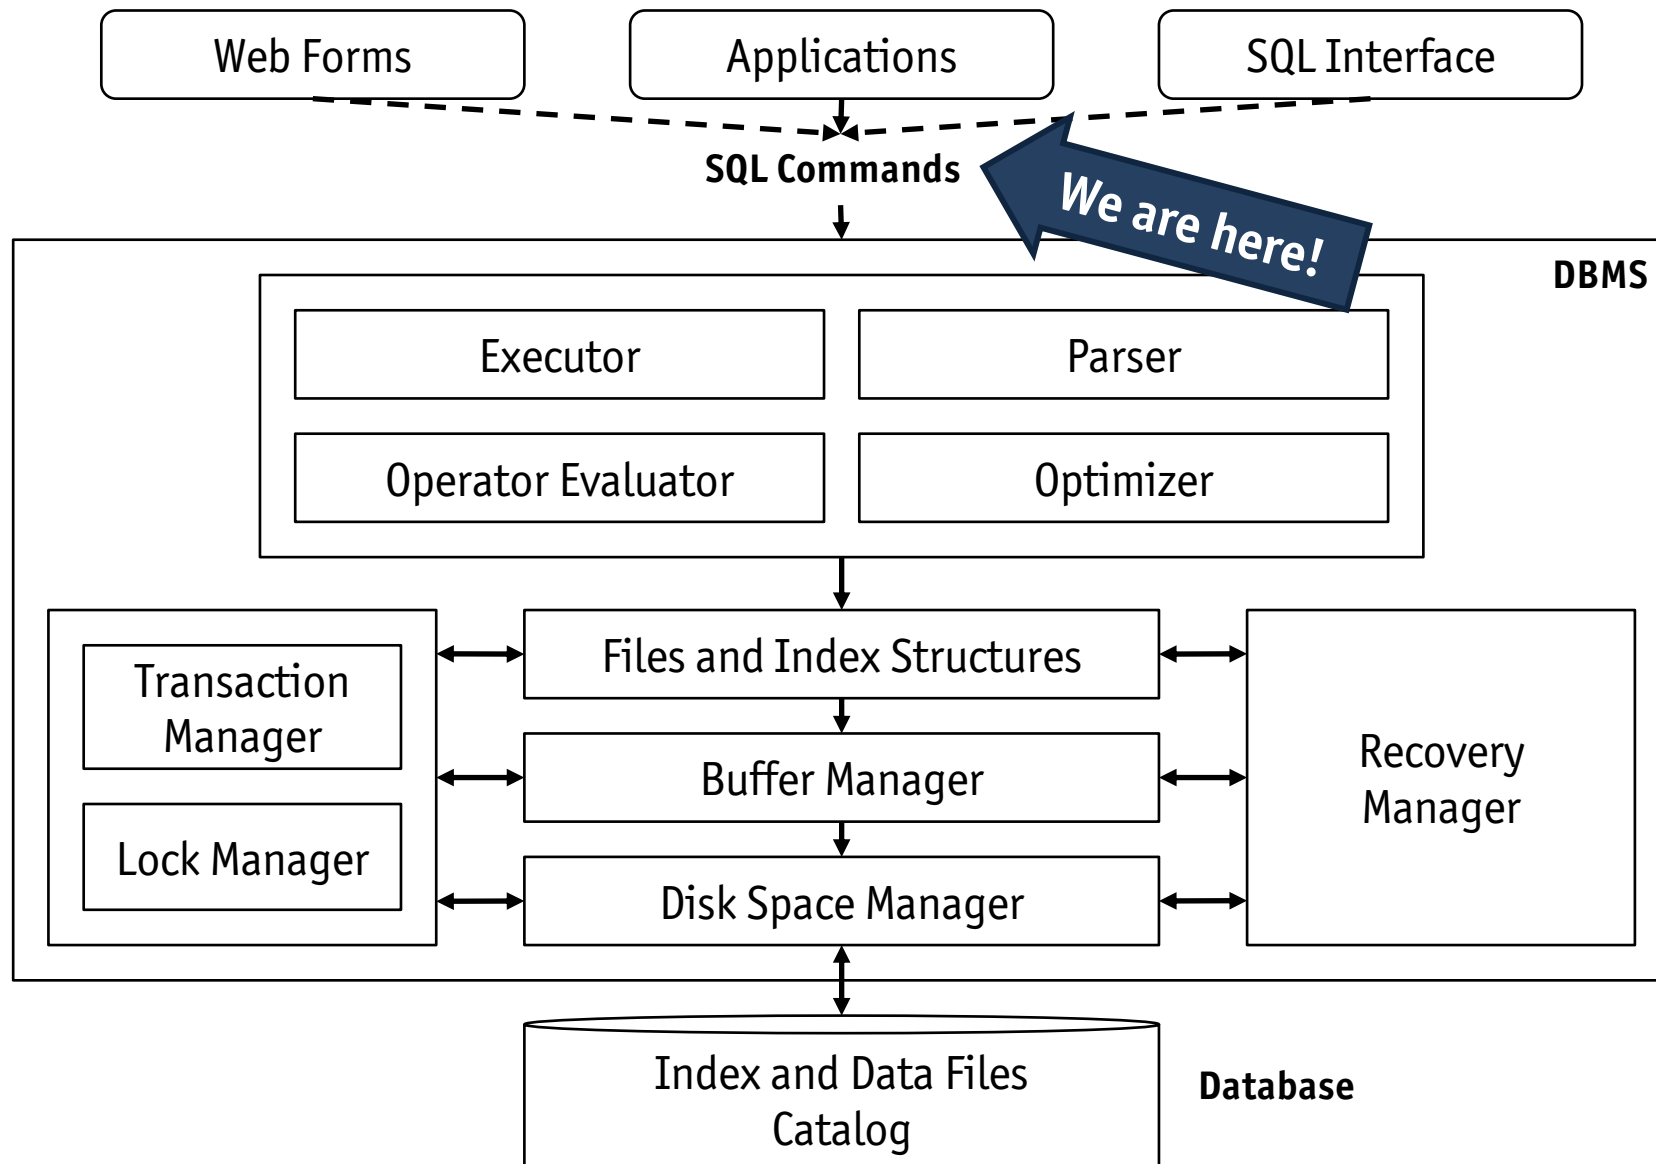 Web Forms
Applications
SQL Interface
SQL Commands
We are here!
DBMS
Executor
Parser
Operator Evaluator
Optimizer
Transaction
Manager
Lock Manager
Files and Index Structures
Buffer Manager
Disk Space Manager
Recovery
Manager
Index and Data Files
Catalog
Database